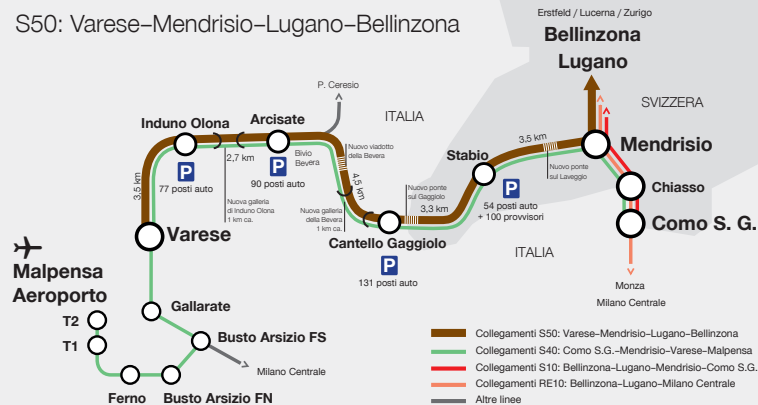 S50: Varese–Mendrisio–Lugano–Bellinzona
Erstfeld / Lucerna / Zurigo
Bellinzona
Lugano
P. Ceresio
ITALIA
SVIZZERA
Induno Olona
Arcisate
3.5 km
Mendrisio
2,7 km
Bivio
Bevera
Nuovo viadotto
della Bevera
Stabio
Nuovo ponte
sul Laveggio
P
77 posti auto
P
90 posti auto
3,5 km
4,5 km
Nuovo ponte
sul Gaggiolo
P
54 posti auto
+ 100 provvisori
Chiasso
Nuova galleria
di Induno Olona
1 km ca.
Nuova galleria
della Bevera
1 km ca.
3,3 km
Como S. G.
Varese
Cantello Gaggiolo
P
131 posti auto
ITALIA
Malpensa
Aeroporto
Monza
Milano Centrale
Gallarate
T2
T1
Busto Arsizio FS
Milano Centrale
Ferno
Busto Arsizio FN
Collegamenti S50: Varese–Mendrisio–Lugano–Bellinzona
Collegamenti S40: Como S.G.–Mendrisio–Varese–Malpensa
Collegamenti S10: Bellinzona–Lugano–Mendrisio–Como S.G.
Collegamenti RE10: Bellinzona–Lugano–Milano Centrale
Altre linee